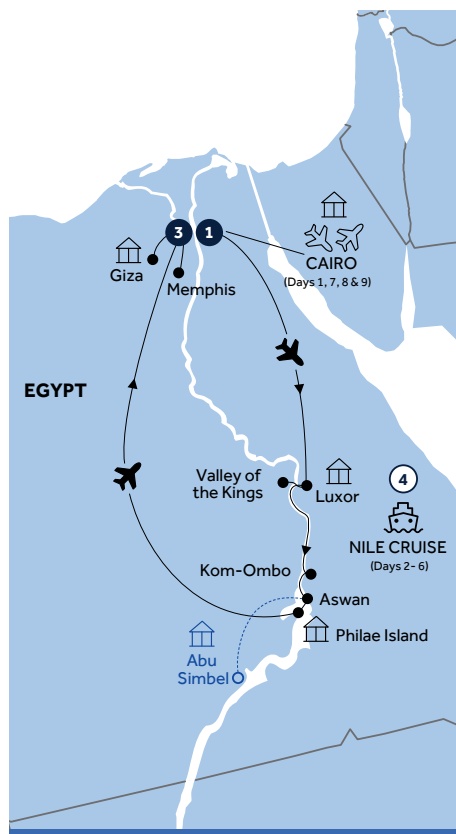 3
1
CAIRO
(Days 1, 7, 8 & 9)
Giza
Memphis
EGYPT
Valley of
the Kings
Luxor
4
NILE CRUISE
(Days 2- 6)
Kom-Ombo
Aswan
Philae Island
Abu
Simbel